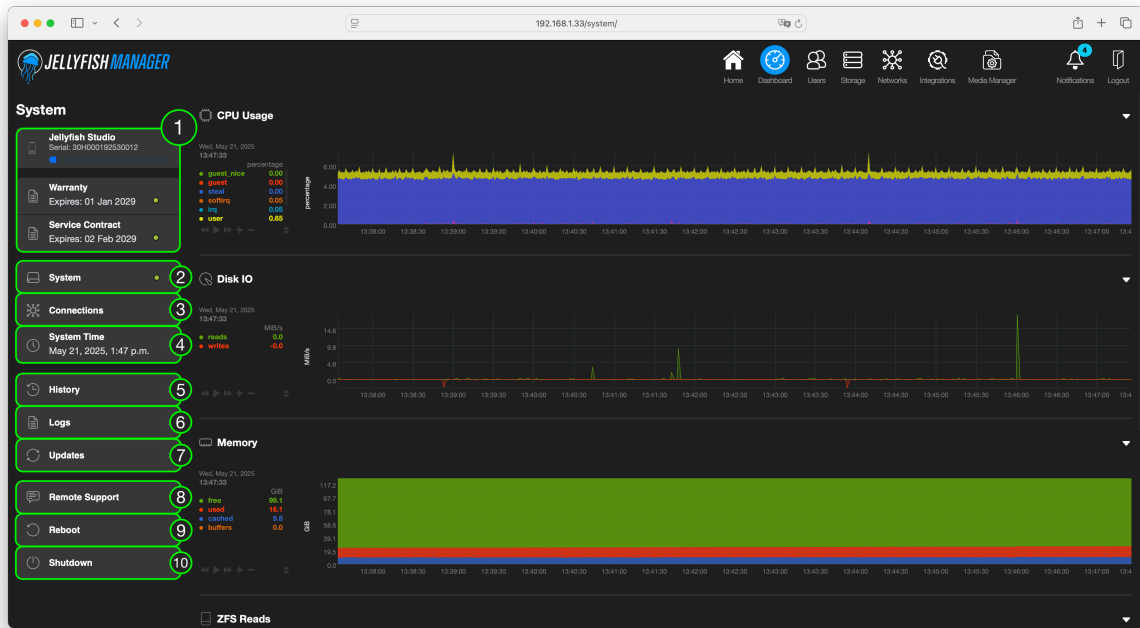 192.168.1.33/system/
JELLYFISH MANAGER
Home
Dashboard
Users
Storage
Networks
Integrations
Media Manager
4
Notifications
Logout
System
1
Jellyfish Studio
Serial: 30H000192530012
Warranty
Expires: 01 Jan 2029
Service Contract
Expires: 02 Feb 2029
System
2
Connections
3
System Time
May 21, 2025, 1:47 p.m.
4
History
5
Logs
6
Updates
7
Remote Support
8
Reboot
9
Shutdown
10
CPU Usage
Wed, May 21, 2025
13:47:33
percentage
guest_nice 0.00
guest 0.00
steal 0.00
softirq 0.05
irq 0.05
user 0.65
percentage
6.00
4.00
2.00
0.00
13:38:00 13:38:30 13:39:00 13:39:30 13:40:00 13:40:30 13:41:00 13:41:30 13:42:00 13:42:30 13:43:00 13:43:30 13:44:00 13:44:30 13:45:00 13:45:30 13:46:00 13:46:30 13:47:00 13:4
Disk IO
Wed, May 21, 2025
13:47:33
MiB/s
reads 0.0
writes -0.0
MiB/s
14.6
9.8
4.9
0.0
13:38:00 13:38:30 13:39:00 13:39:30 13:40:00 13:40:30 13:41:00 13:41:30 13:42:00 13:42:30 13:43:00 13:43:30 13:44:00 13:44:30 13:45:00 13:45:30 13:46:00 13:46:30 13:47:00 13:4
Memory
Wed, May 21, 2025
13:47:33
GiB
free 99.1
used 16.1
cached 9.8
buffers 0.0
GiB
117.2
97.7
78.1
58.6
39.1
19.5
0.0
13:38:00 13:38:30 13:39:00 13:39:30 13:40:00 13:40:30 13:41:00 13:41:30 13:42:00 13:42:30 13:43:00 13:43:30 13:44:00 13:44:30 13:45:00 13:45:30 13:46:00 13:46:30 13:47:00 13:4
ZFS Reads